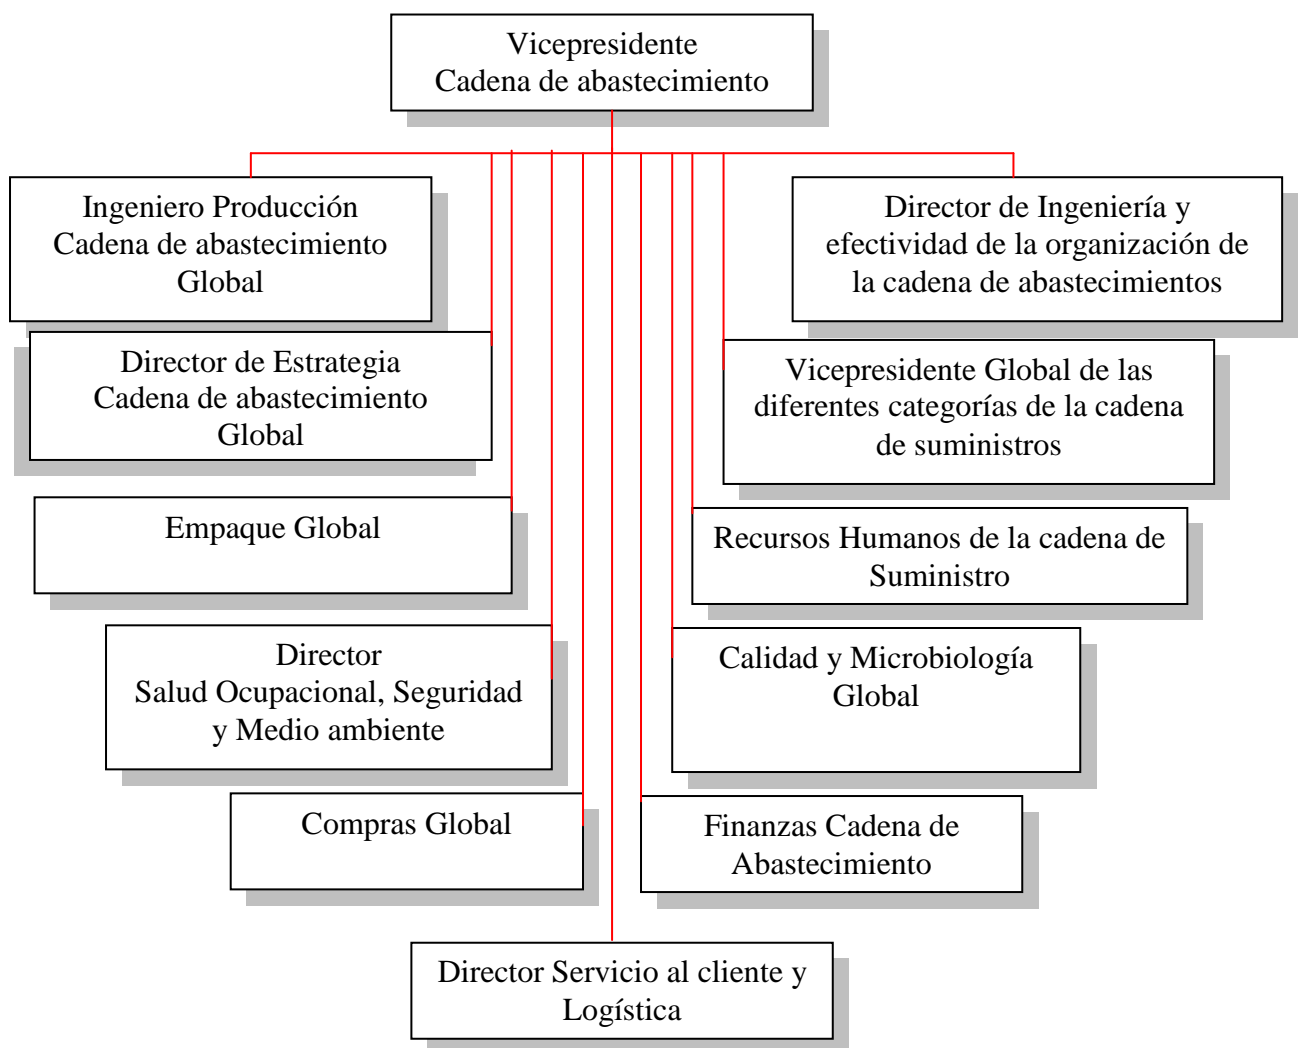 Vicepresidente
Cadena de abastecimiento
Ingeniero Producción
Cadena de abastecimiento
Global
Director de Ingeniería y
efectividad de la organización de
la cadena de abastecimientos
Director de Estrategia
Cadena de abastecimiento
Global
Vicepresidente Global de las
diferentes categorías de la cadena
de suministros
Empaque Global
Recursos Humanos de la cadena de
Suministro
Director
Salud Ocupacional, Seguridad
y Medio ambiente
Calidad y Microbiología
Global
Compras Global
Finanzas Cadena de
Abastecimiento
Director Servicio al cliente y
Logística